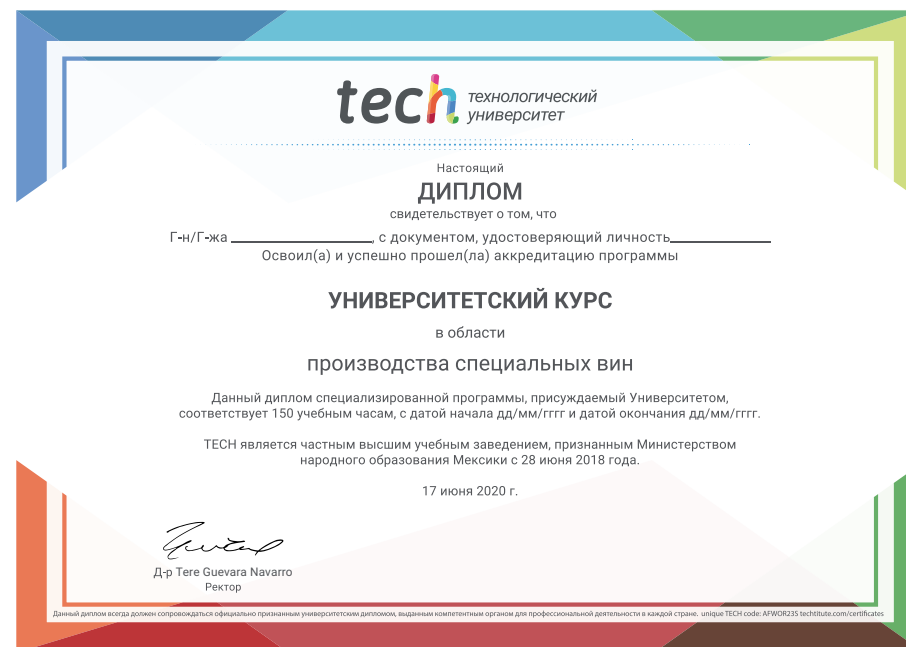 tech технологический
университет
Настоящий
ДИПЛОМ
свидетельствует о том, что
Г-н/Г-жа ____________________, с документом, удостоверяющий личность______________
Освоил(а) и успешно прошел(ла) аккредитацию программы
УНИВЕРСИТЕТСКИЙ КУРС
в области
производства специальных вин
Данный диплом специализированной программы, присуждаемый Университетом,
соответствует 150 учебным часам, с датой начала дд/мм/гггг и датой окончания дд/мм/гггг.
TECH является частным высшим учебным заведением, признанным Министерством
народного образования Мексики с 28 июня 2018 года.
17 июня 2020 г.
Д-р Tere Guevara Navarro
Ректор
Данный диплом всегда должен сопровождаться официально признанным университетским дипломом, выданным компетентным органом для профессиональной деятельности в каждой стране. unique TECH code: AFWOR23S techtitute.com/certificates